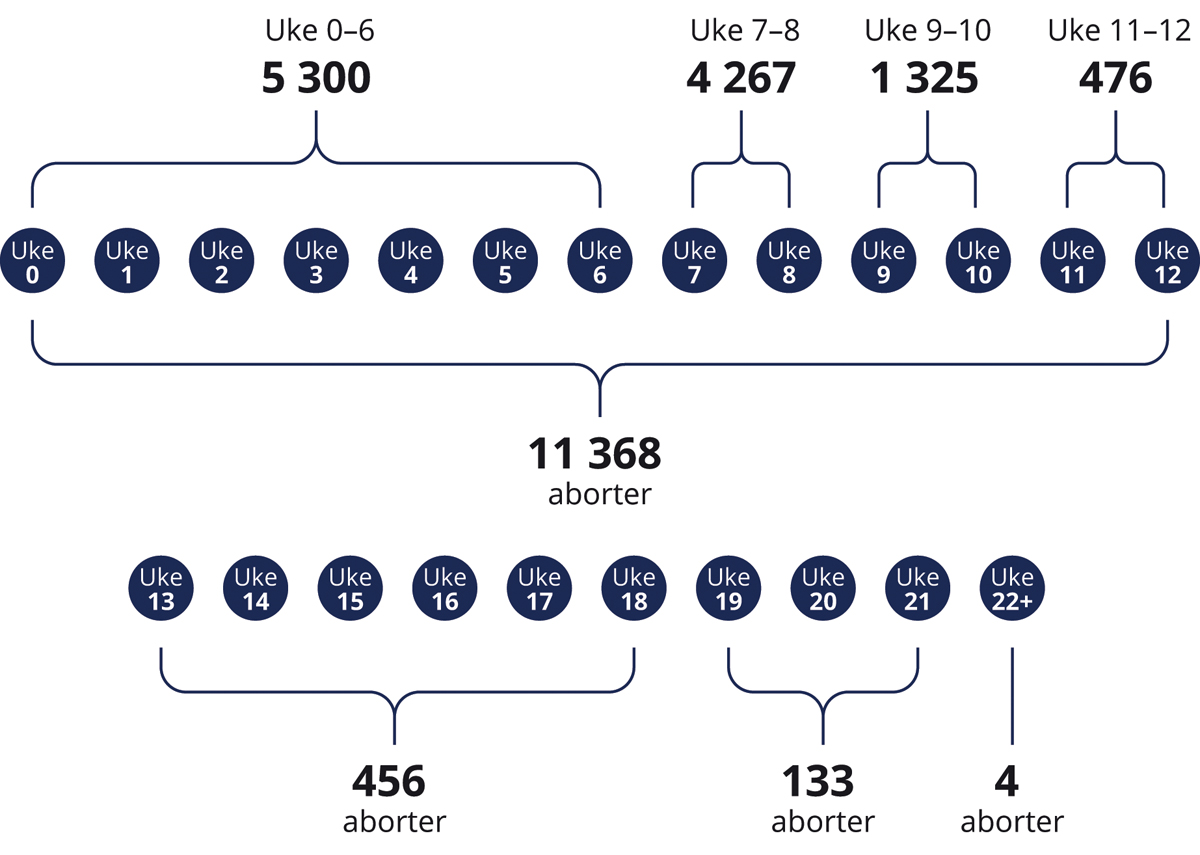 Uke 0–6
5 300
Uke 7–8
4 267
Uke 9–10
1 325
Uke 11–12
476
Uke
0
Uke
1
Uke
2
Uke
3
Uke
4
Uke
5
Uke
6
Uke
7
Uke
8
Uke
9
Uke
10
Uke
11
Uke
12
11 368
aborter
Uke
13
Uke
14
Uke
15
Uke
16
Uke
17
Uke
18
Uke
19
Uke
20
Uke
21
Uke
22+
456
aborter
133
aborter
4
aborter